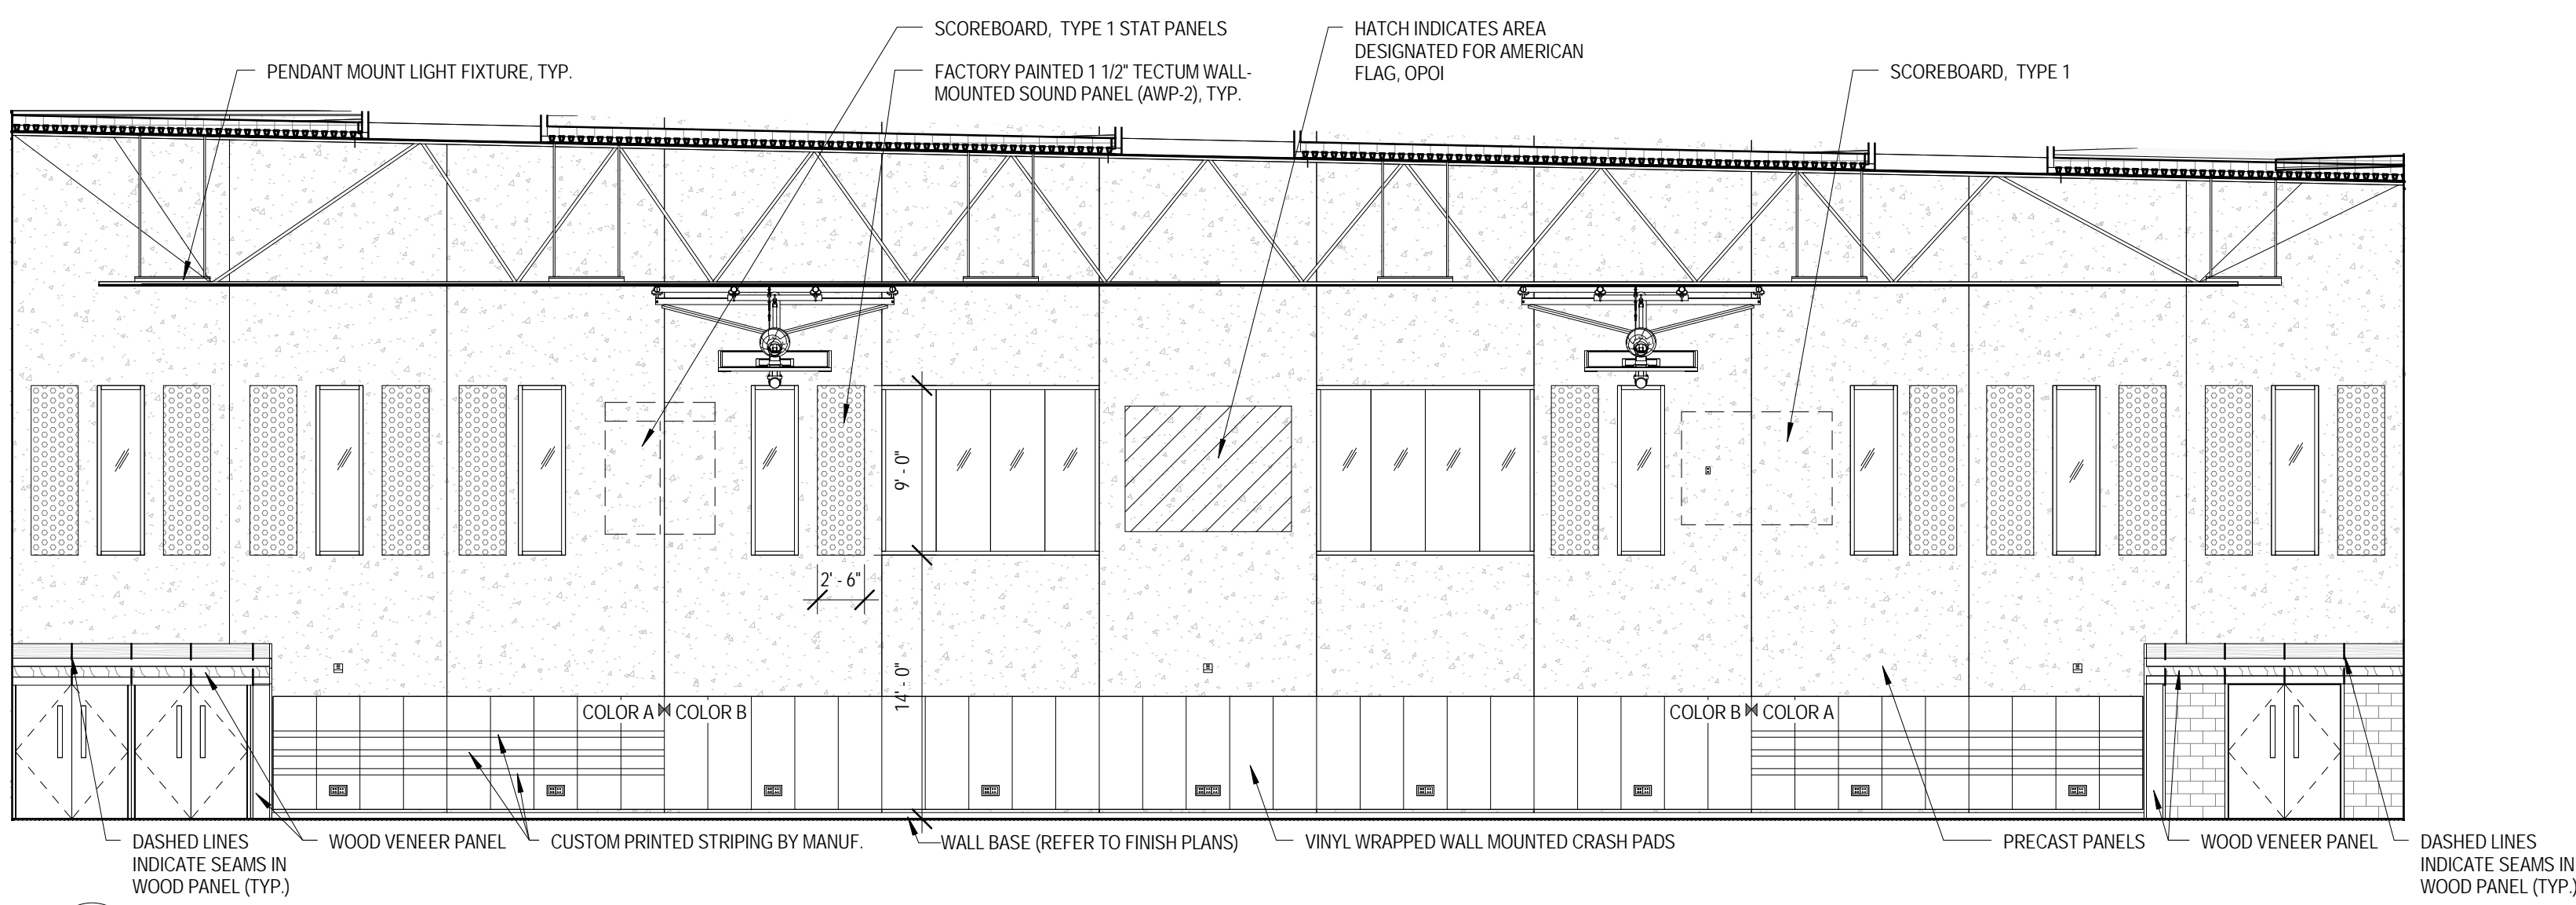 SCOREBOARD, TYPE 1 STAT PANELS
HATCH INDICATES AREA
DESIGNATED FOR AMERICAN
FLAG, OPOI
PENDANT MOUNT LIGHT FIXTURE, TYP.
FACTORY PAINTED 1 1/2" TECTUM WALL-
MOUNTED SOUND PANEL (AWP-2), TYP.
SCOREBOARD, TYPE 1
9' - 0"
2' - 6"
14' - 0"
COLOR A
COLOR B
COLOR B
COLOR A
DASHED LINES
INDICATE SEAMS IN
WOOD PANEL (TYP.)
WOOD VENEER PANEL
CUSTOM PRINTED STRIPING BY MANUF.
WALL BASE (REFER TO FINISH PLANS)
VINYL WRAPPED WALL MOUNTED CRASH PADS
PRECAST PANELS
WOOD VENEER PANEL
DASHED LINES
INDICATE SEAMS IN
WOOD PANEL (TYP.)